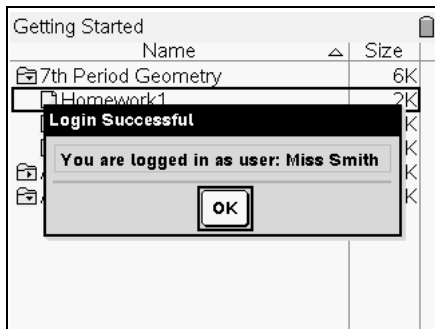 Getting Started
Name Size
7th Period Geometry 6K
Homework1 2K
Login Successful K
You are logged in as user: Miss Smith K
K
OK K